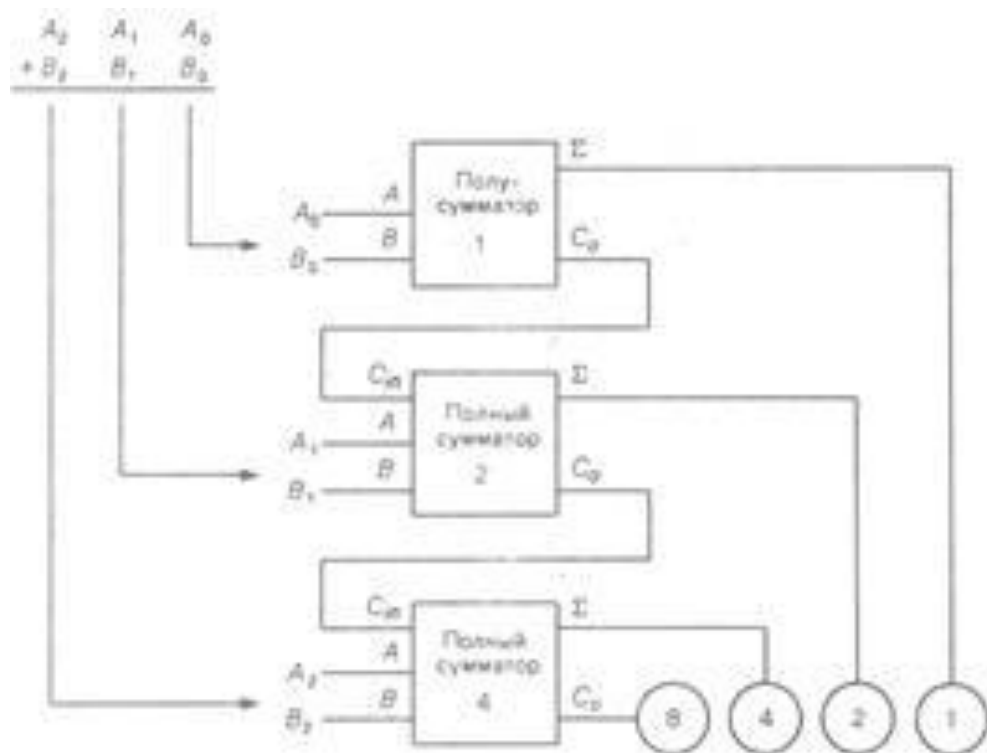 A₂ A₁ A₀
+ B₂ B₁ B₀
Полу-
сумматор
1
A
B
A₀
B₀
Σ
C₀
Полный
сумматор
2
Cᵢₙ
A
B
A₁
B₁
Σ
C₀
Полный
сумматор
4
Cᵢₙ
A
B
A₂
B₂
Σ
C₀
8 4 2 1